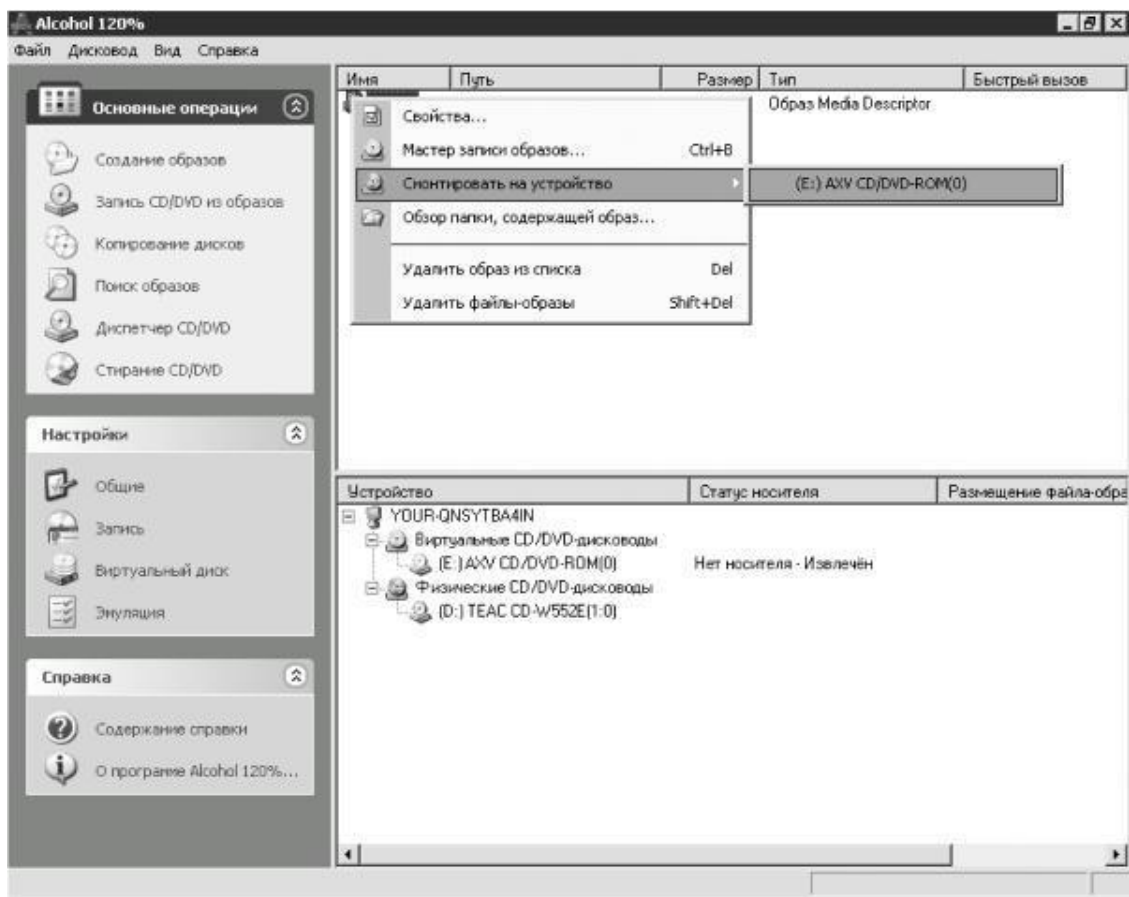 Alcohol 120%
Файл Дисковод Вид Справка
Основные операции
Создание образов
Запись CD/DVD из образов
Копирование дисков
Поиск образов
Диспетчер CD/DVD
Стирание CD/DVD
Настройки
Общие
Запись
Виртуальный диск
Эмуляция
Справка
Содержание справки
О программе Alcohol 120%...
Имя Путь Размер Тип Быстрый вызов
Образ Media Descriptor
Свойства...
Мастер записи образов... Ctrl+B
Смонтировать на устройство
(E:) AXV CD/DVD-ROM(0)
Обзор папки, содержащей образ...
Удалить образ из списка Del
Удалить файлы-образы Shift+Del
Устройство Статус носителя Размещение файла-обра
YOUR-QNSYTBA4IN
Виртуальные CD/DVD-дисководы
(E:) AXV CD/DVD-ROM(0) Нет носителя - Извлечён
Физические CD/DVD-дисководы
(D:) TEAC CD-W552E(1:0)